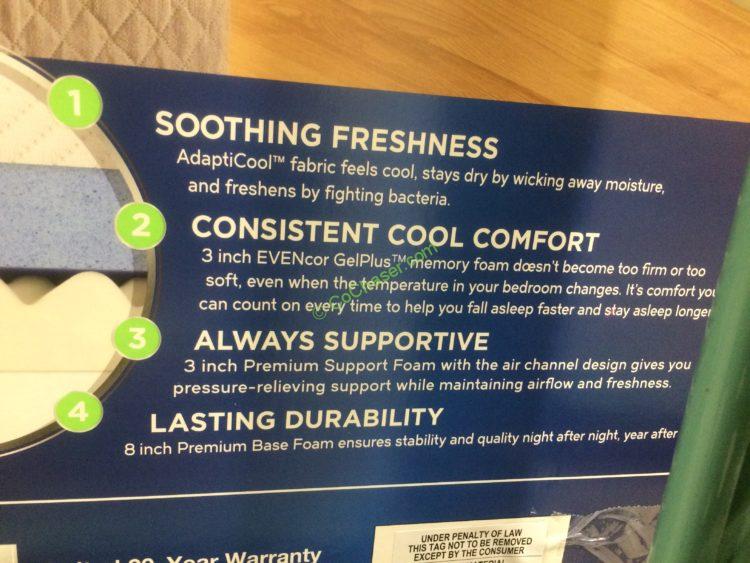 1
SOOTHING FRESHNESS
AdaptiCool™ fabric feels cool, stays dry by wicking away moisture,
and freshens by fighting bacteria.
2
CONSISTENT COOL COMFORT
3 inch EVENcor GelPlus™ memory foam doesn't become too firm or too
soft, even when the temperature in your bedroom changes. It's comfort you
can count on every time to help you fall asleep faster and stay asleep longer
©CoChaser.com
3
ALWAYS SUPPORTIVE
3 inch Premium Support Foam with the air channel design gives you
pressure-relieving support while maintaining airflow and freshness.
4
LASTING DURABILITY
8 inch Premium Base Foam ensures stability and quality night after night, year after
20 Year Warranty
UNDER PENALTY OF LAW
THIS TAG NOT TO BE REMOVED
EXCEPT BY THE CONSUMER
MATERIAL